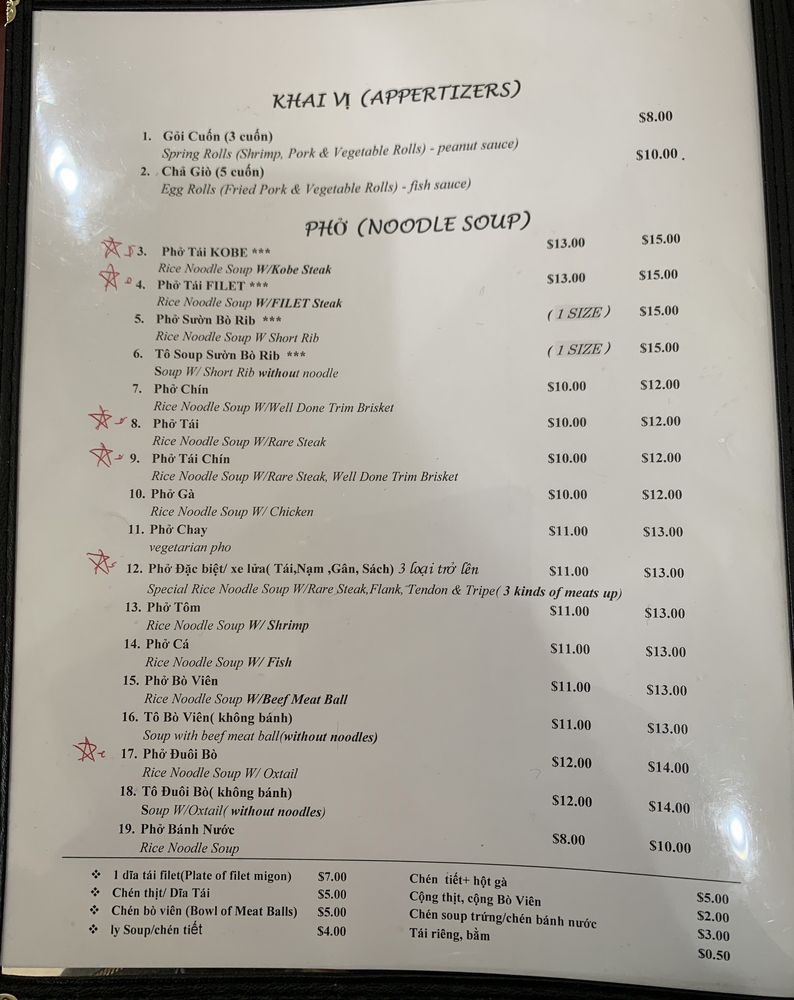 KHAI VỊ (APPERTIZERS)
1. Gỏi Cuốn (3 cuốn) $8.00
Spring Rolls (Shrimp, Pork & Vegetable Rolls) - peanut sauce)
2. Chả Giò (5 cuốn) $10.00 .
Egg Rolls (Fried Pork & Vegetable Rolls) - fish sauce)
PHỞ (NOODLE SOUP)
3. Phở Tái KOBE *** $13.00 $15.00
Rice Noodle Soup W/Kobe Steak
4. Phở Tái FILET *** $13.00 $15.00
Rice Noodle Soup W/FILET Steak
5. Phở Sườn Bò Rib *** ( 1 SIZE ) $15.00
Rice Noodle Soup W Short Rib
6. Tô Soup Sườn Bò Rib *** ( 1 SIZE ) $15.00
Soup W/ Short Rib without noodle
7. Phở Chín $10.00 $12.00
Rice Noodle Soup W/Well Done Trim Brisket
8. Phở Tái $10.00 $12.00
Rice Noodle Soup W/Rare Steak
9. Phở Tái Chín $10.00 $12.00
Rice Noodle Soup W/Rare Steak, Well Done Trim Brisket
10. Phở Gà $10.00 $12.00
Rice Noodle Soup W/ Chicken
11. Phở Chay $11.00 $13.00
vegetarian pho
12. Phở Đặc biệt/ xe lửa( Tái,Nạm ,Gân, Sách) 3 loại trở lên $11.00 $13.00
Special Rice Noodle Soup W/Rare Steak,Flank, Tendon & Tripe( 3 kinds of meats up)
13. Phở Tôm $11.00 $13.00
Rice Noodle Soup W/ Shrimp
14. Phở Cá $11.00 $13.00
Rice Noodle Soup W/ Fish
15. Phở Bò Viên $11.00 $13.00
Rice Noodle Soup W/Beef Meat Ball
16. Tô Bò Viên( không bánh) $11.00 $13.00
Soup with beef meat ball(without noodles)
17. Phở Đuôi Bò $12.00 $14.00
Rice Noodle Soup W/ Oxtail
18. Tô Đuôi Bò( không bánh) $12.00 $14.00
Soup W/Oxtail( without noodles)
19. Phở Bánh Nước $8.00 $10.00
Rice Noodle Soup
❖ 1 dĩa tái filet(Plate of filet migon) $7.00
❖ Chén thịt/ Dĩa Tái $5.00
❖ Chén bò viên (Bowl of Meat Balls) $5.00
❖ ly Soup/chén tiết $4.00
Chén tiết+ hột gà $5.00
Cộng thịt, cộng Bò Viên $2.00
Chén soup trứng/chén bánh nước $3.00
Tái riêng, bằm $0.50